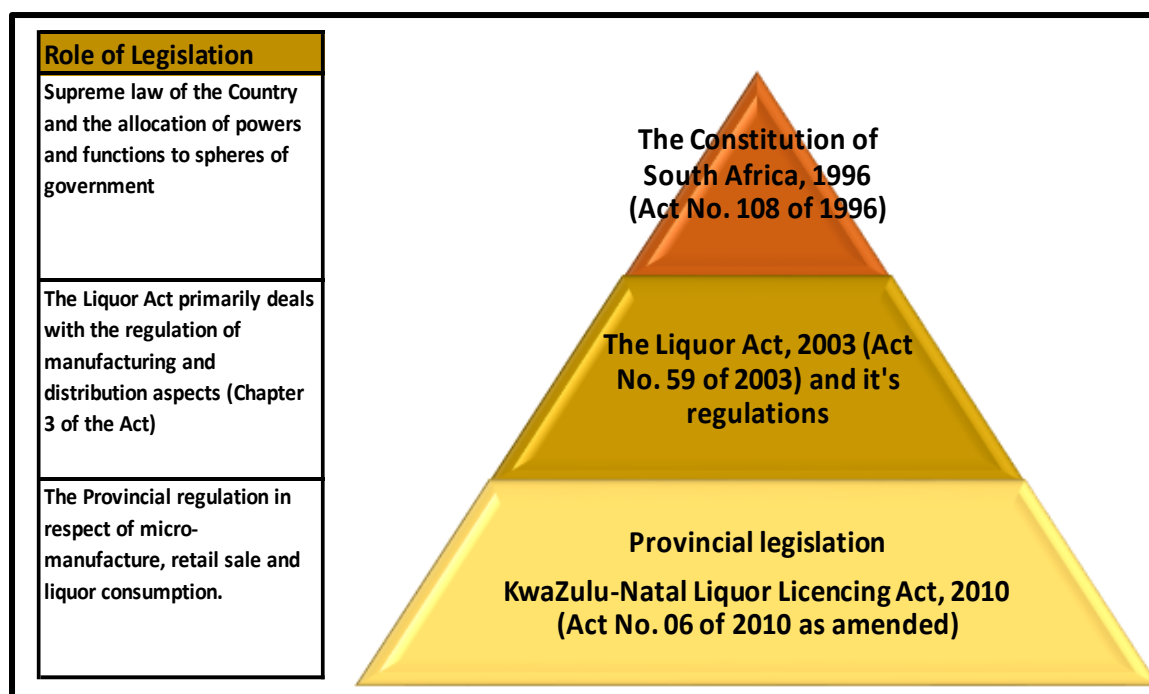 Role of Legislation
Supreme law of the Country
and the allocation of powers
and functions to spheres of
government
The Liquor Act primarily deals
with the regulation of
manufacturing and
distribution aspects (Chapter
3 of the Act)
The Provincial regulation in
respect of micro-
manufacture, retail sale and
liquor consumption.
The Constitution of
South Africa, 1996
(Act No. 108 of 1996)
The Liquor Act, 2003 (Act
No. 59 of 2003) and it's
regulations
Provincial legislation
KwaZulu-Natal Liquor Licencing Act, 2010
(Act No. 06 of 2010 as amended)